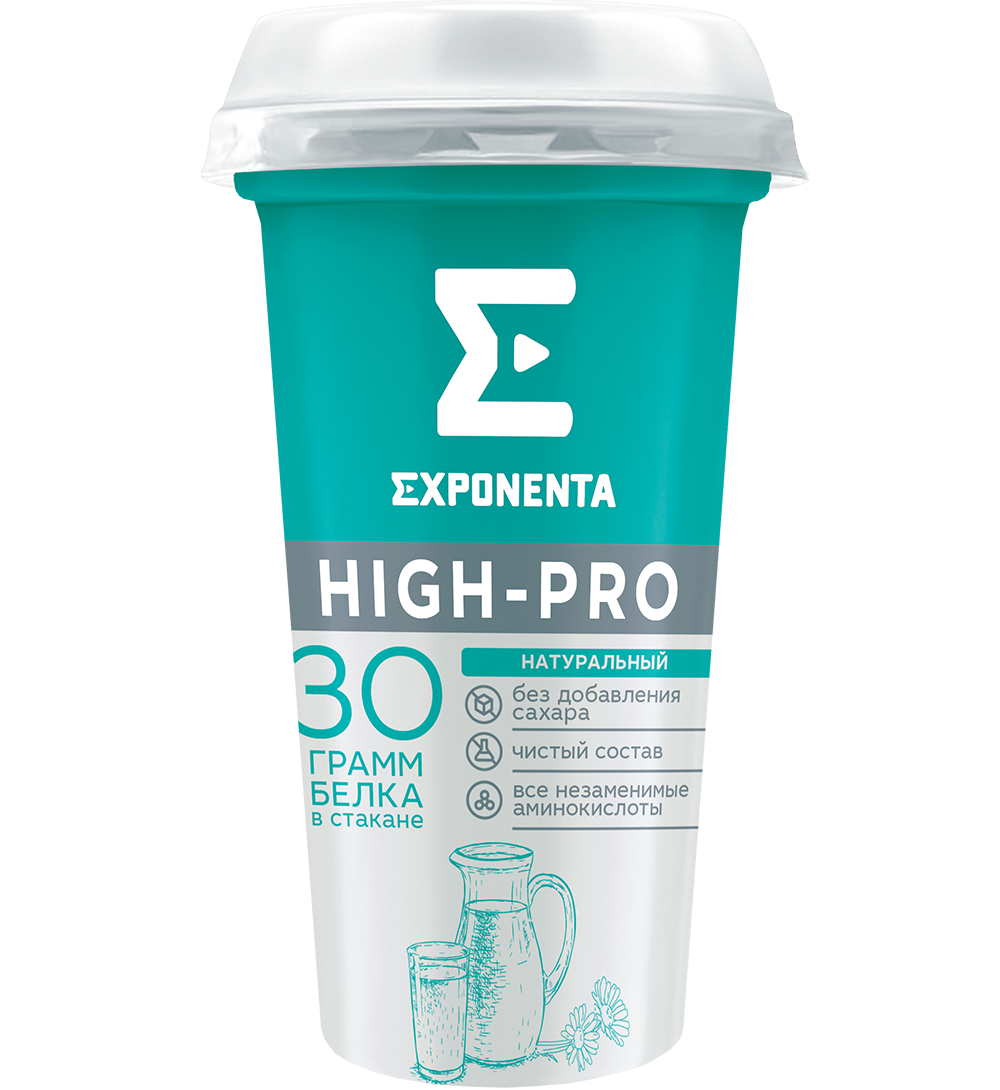 EXPONENTA
HIGH-PRO
30
ГРАММ
БЕЛКА
в стакане
НАТУРАЛЬНЫЙ
без добавления
сахара
чистый состав
все незаменимые
аминокислоты